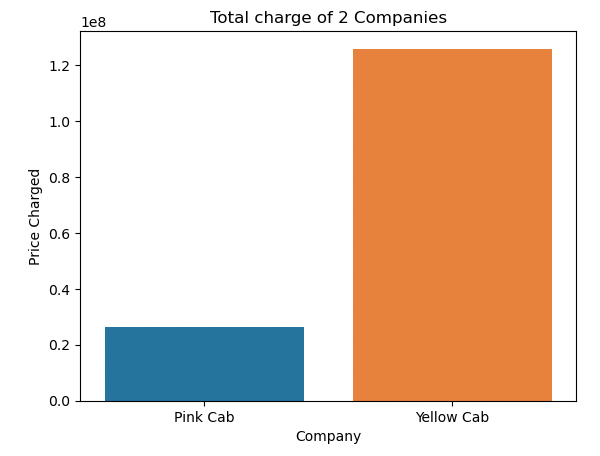 Total charge of 2 Companies
1e8
1.2
1.0
0.8
0.6
0.4
0.2
0.0
Price Charged
Pink Cab
Yellow Cab
Company